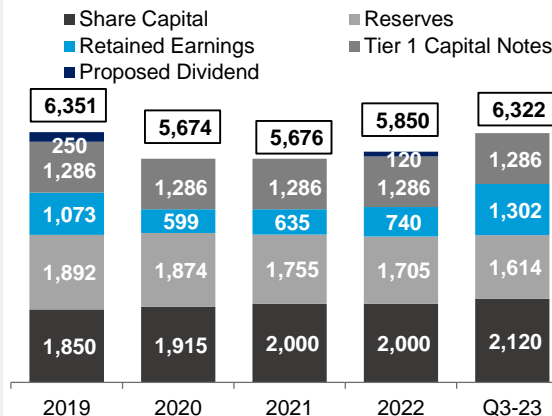 Share Capital Reserves
Retained Earnings Tier 1 Capital Notes
Proposed Dividend
6,351 5,674 5,676 5,850 6,322
250 120
1,286 1,286 1,286 1,286 1,286
1,073 599 635 740 1,302
1,892 1,874 1,755 1,705 1,614
1,850 1,915 2,000 2,000 2,120
2019 2020 2021 2022 Q3-23